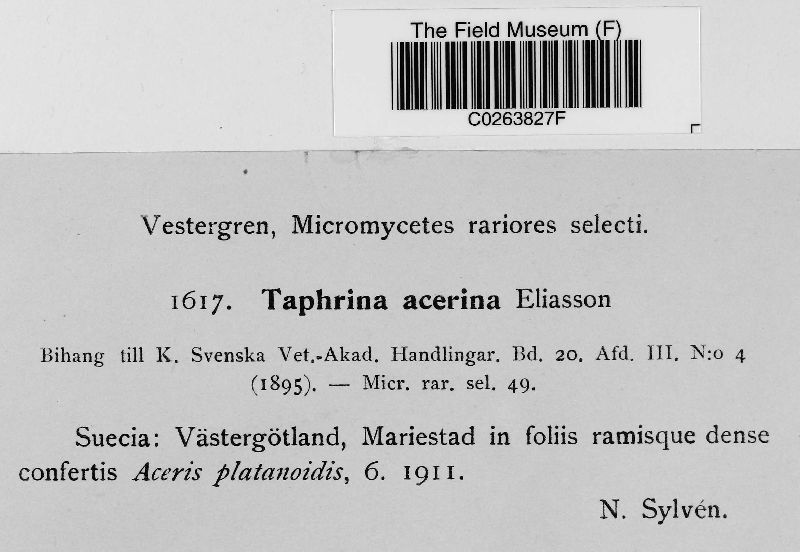 The Field Museum (F)
C0263827F
Vestergren, Micromycetes rariores selecti.
1617. Taphrina acerina Eliasson
Bihang till K. Svenska Vet.-Akad. Handlingar. Bd. 20. Afd. III. N:o 4
(1895). — Micr. rar. sel. 49.
Suecia: Västergötland, Mariestad in foliis ramisque dense
confertis Aceris platanoidis, 6. 1911.
N. Sylvén.